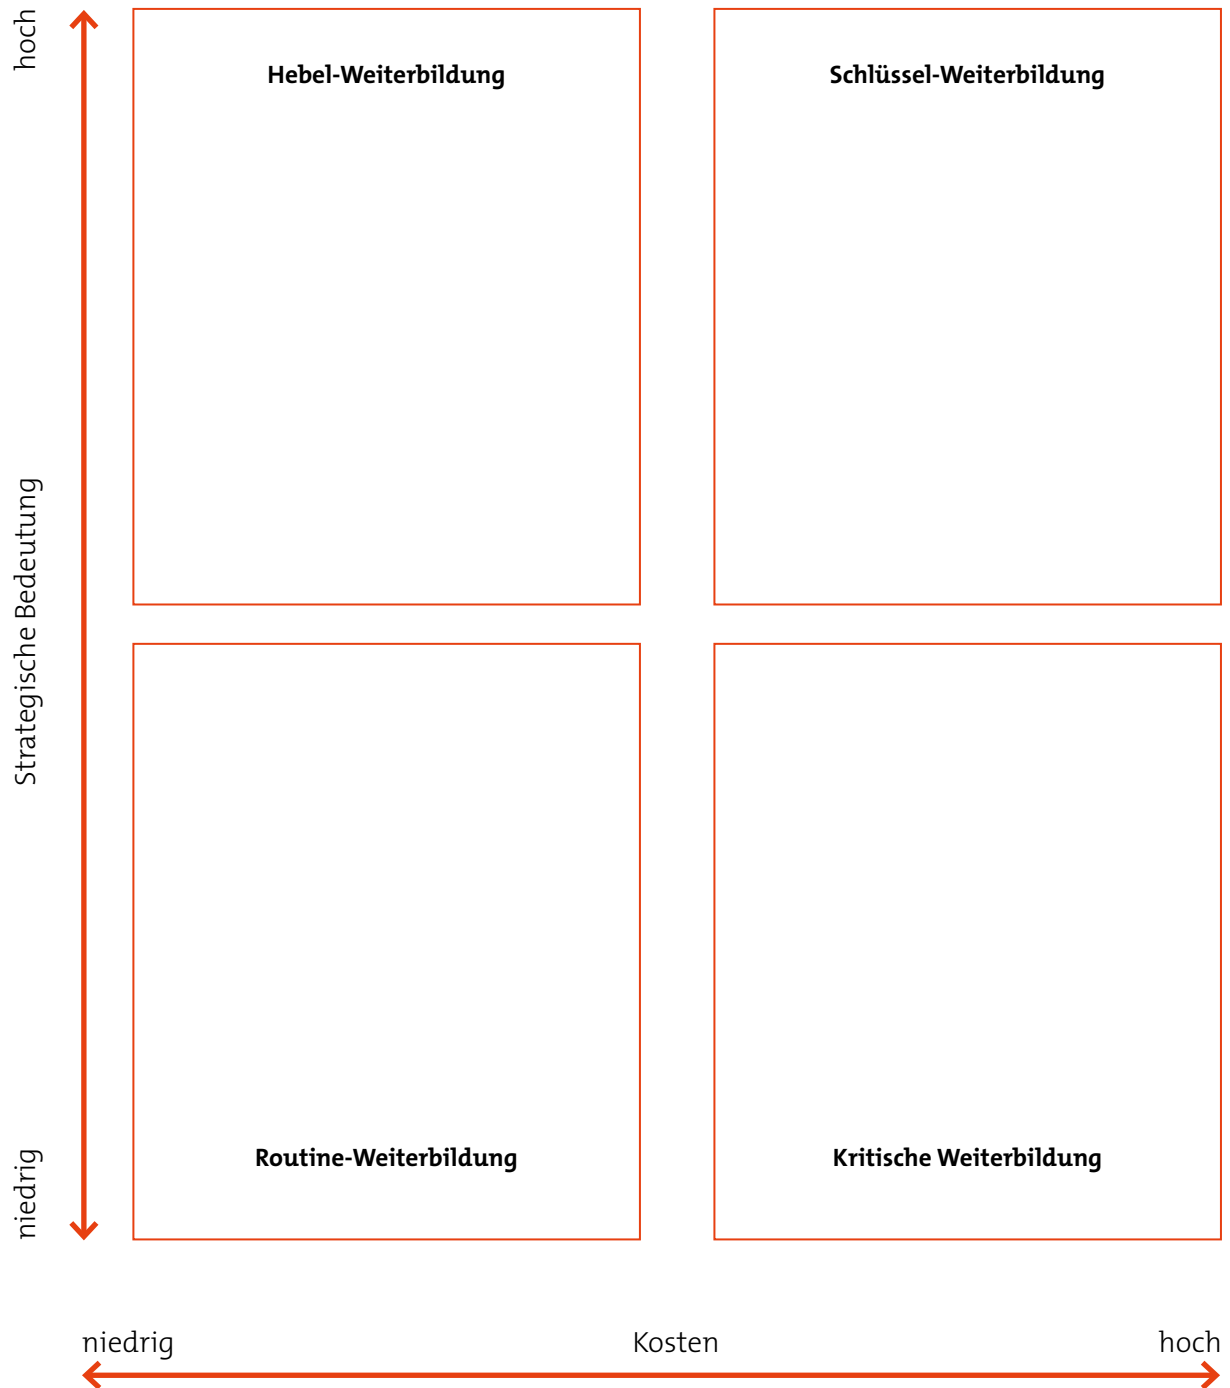 hoch
Hebel-Weiterbildung
Schlüssel-Weiterbildung
Strategische Bedeutung
Routine-Weiterbildung
Kritische Weiterbildung
niedrig
niedrig
Kosten
hoch